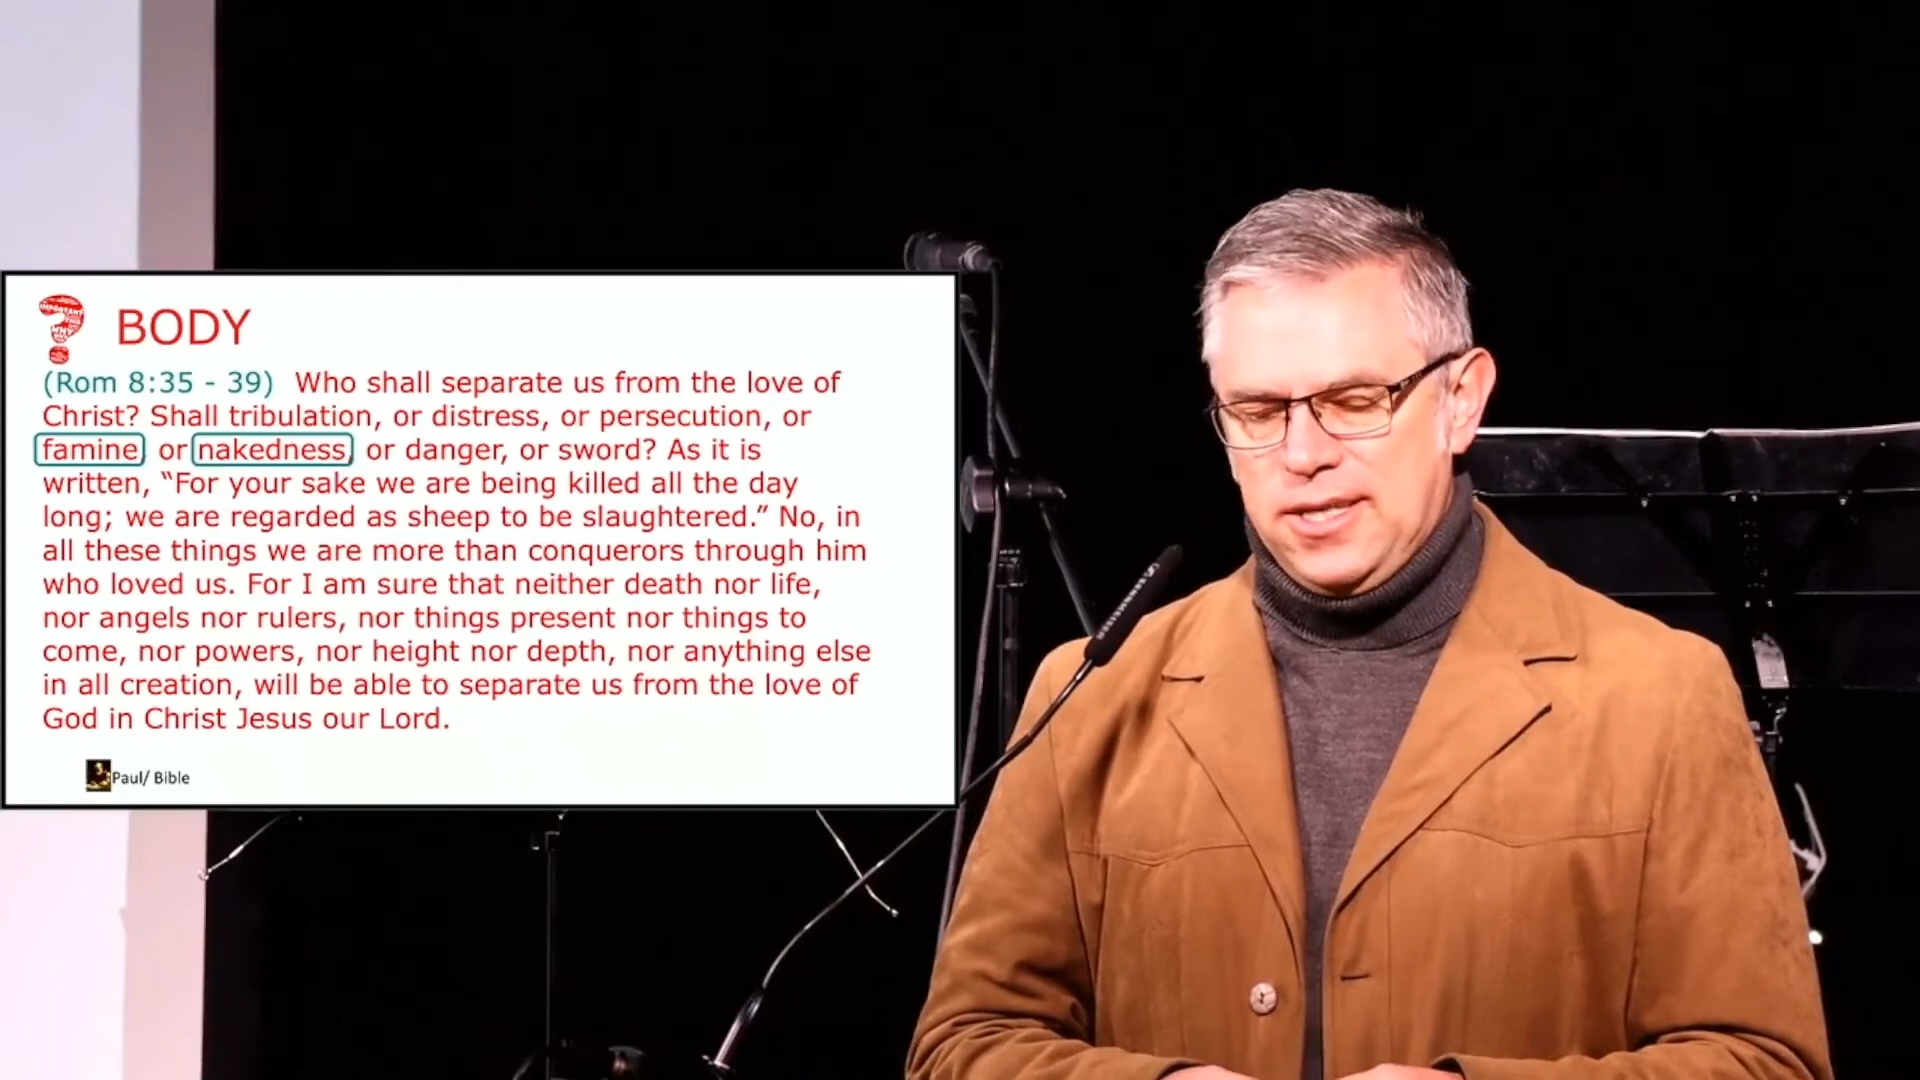 BODY
(Rom 8:35 - 39) Who shall separate us from the love of
Christ? Shall tribulation, or distress, or persecution, or
famine, or nakedness, or danger, or sword? As it is
written, “For your sake we are being killed all the day
long; we are regarded as sheep to be slaughtered.” No, in
all these things we are more than conquerors through him
who loved us. For I am sure that neither death nor life,
nor angels nor rulers, nor things present nor things to
come, nor powers, nor height nor depth, nor anything else
in all creation, will be able to separate us from the love of
God in Christ Jesus our Lord.
Paul/ Bible
IMPORTANT
WHY
SENNHEISER